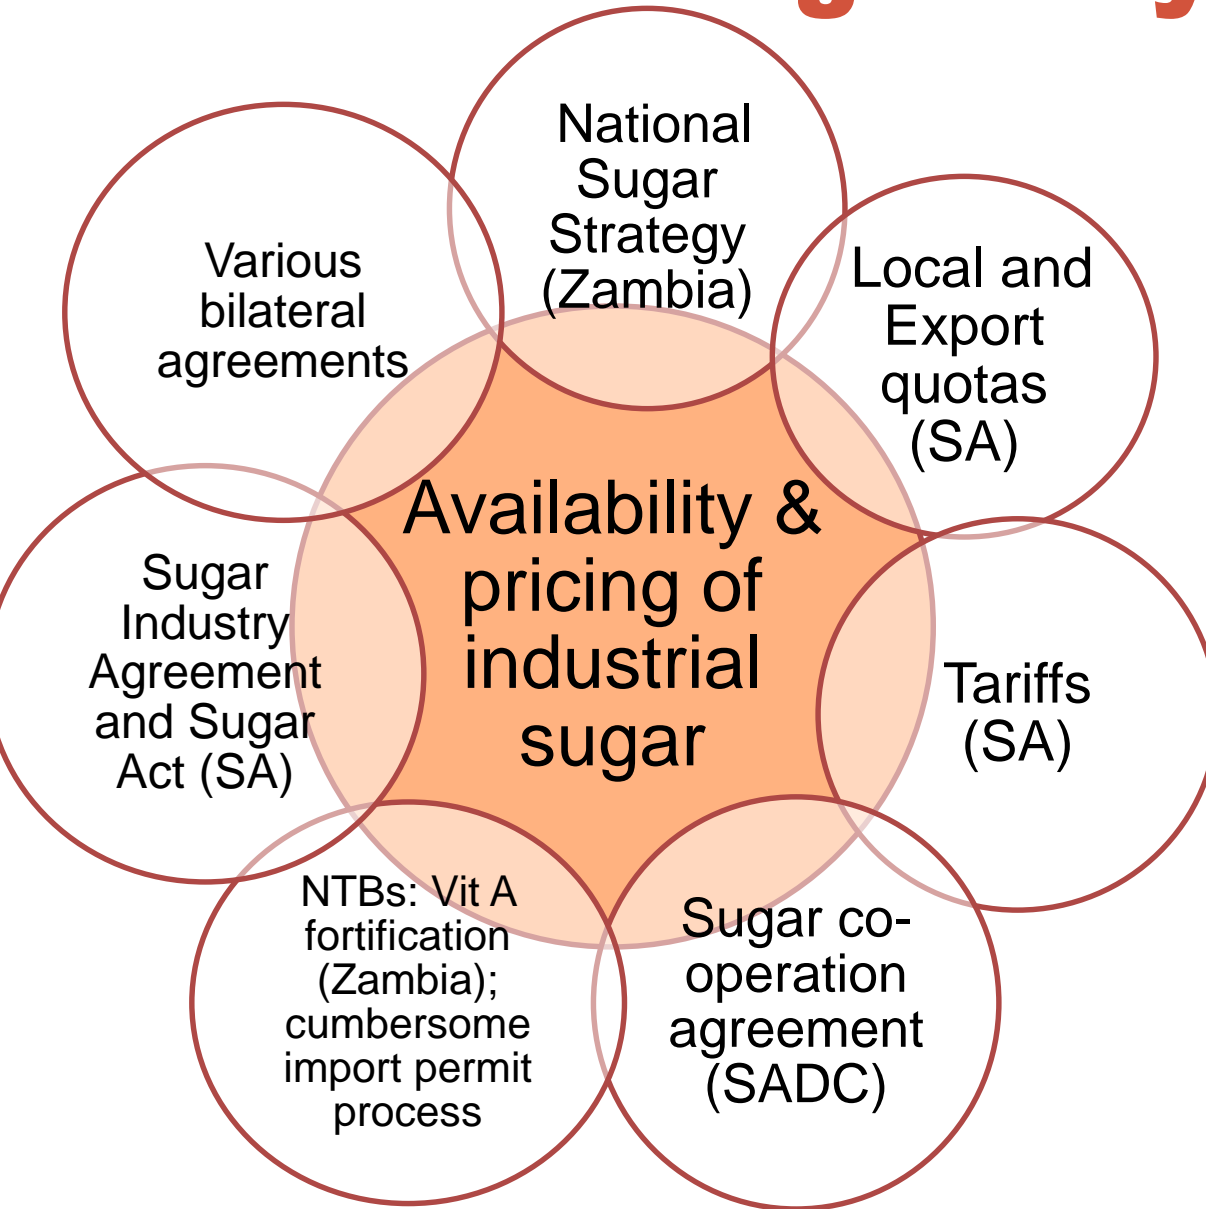 National
Sugar
Strategy
(Zambia)
Local and
Export
quotas
(SA)
Tariffs
(SA)
Sugar co-
operation
agreement
(SADC)
NTBs: Vit A
fortification
(Zambia);
cumbersome
import permit
process
Sugar
Industry
Agreement
and Sugar
Act (SA)
Various
bilateral
agreements
Availability &
pricing of
industrial
sugar